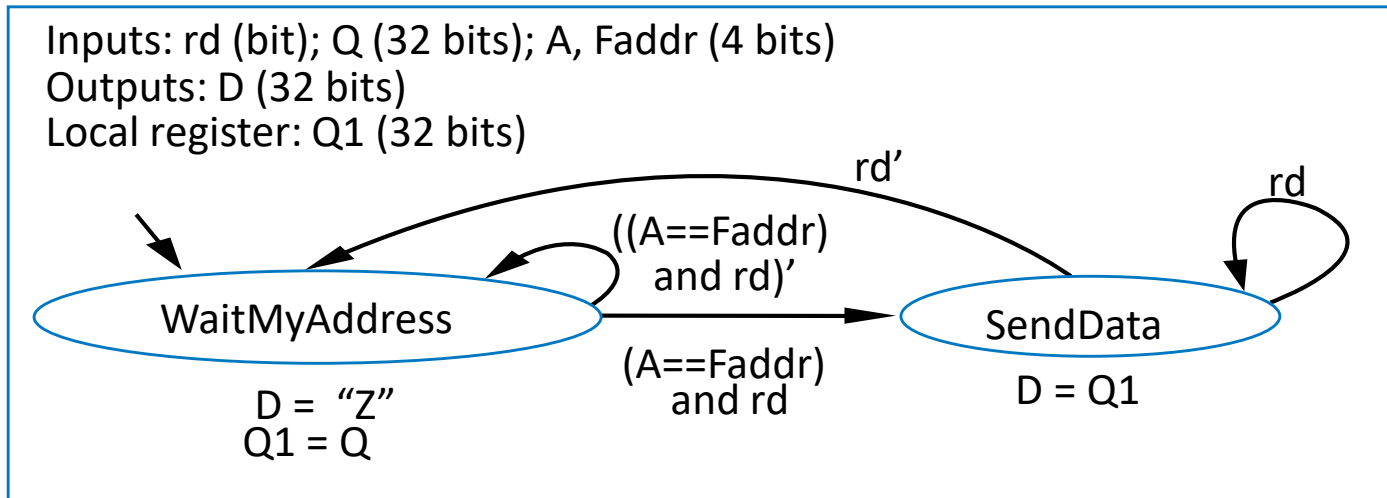 Inputs: rd (bit); Q (32 bits); A, Faddr (4 bits)
Outputs: D (32 bits)
Local register: Q1 (32 bits)
rd’
rd
((A==Faddr)
and rd)’
WaitMyAddress
SendData
(A==Faddr)
and rd
D = “Z”
Q1 = Q
D = Q1